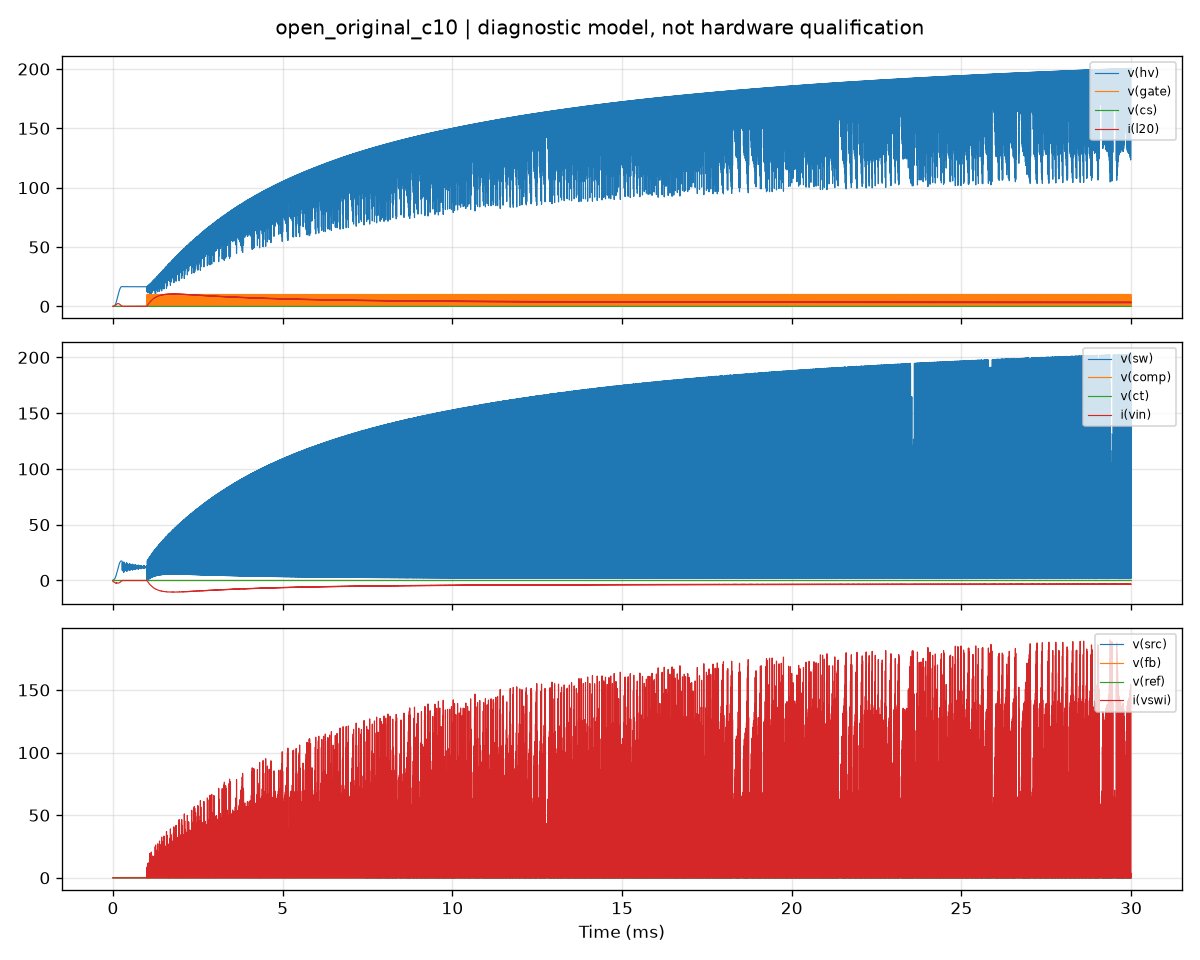 open_original_c10 | diagnostic model, not hardware qualification
200
150
100
50
0
v(hv)
v(gate)
v(cs)
i(l20)
200
150
100
50
0
v(sw)
v(comp)
v(ct)
i(vin)
150
100
50
0
v(src)
v(fb)
v(ref)
i(vswi)
0 5 10 15 20 25 30
Time (ms)